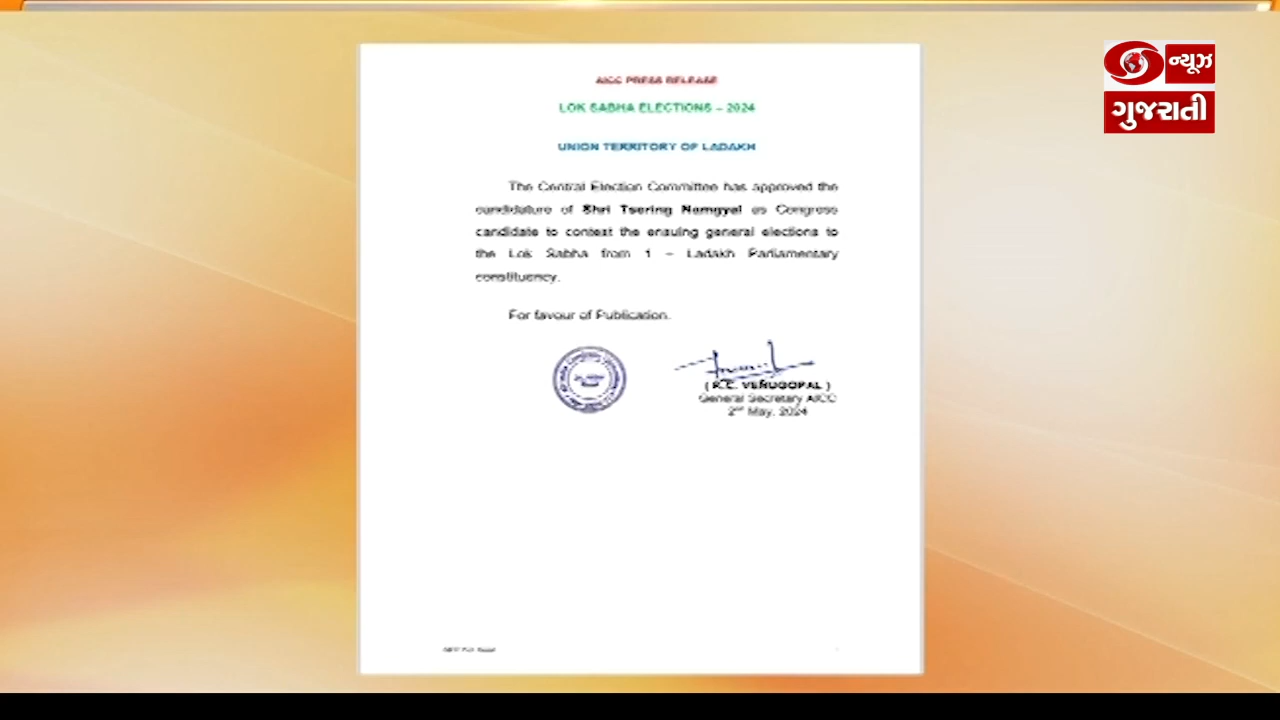 ન્યૂઝ
ગુજરાતી
AICC PRESS RELEASE
LOK SABHA ELECTIONS – 2024
UNION TERRITORY OF LADAKH
The Central Election Committee has approved the
candidature of Shri Tsering Namgyal as Congress
candidate to contest the ensuing general elections to
the Lok Sabha from 1 – Ladakh Parliamentary
constituency.
For favour of Publication.
( K.C. VENUGOPAL )
General Secretary AICC
2nd May, 2024